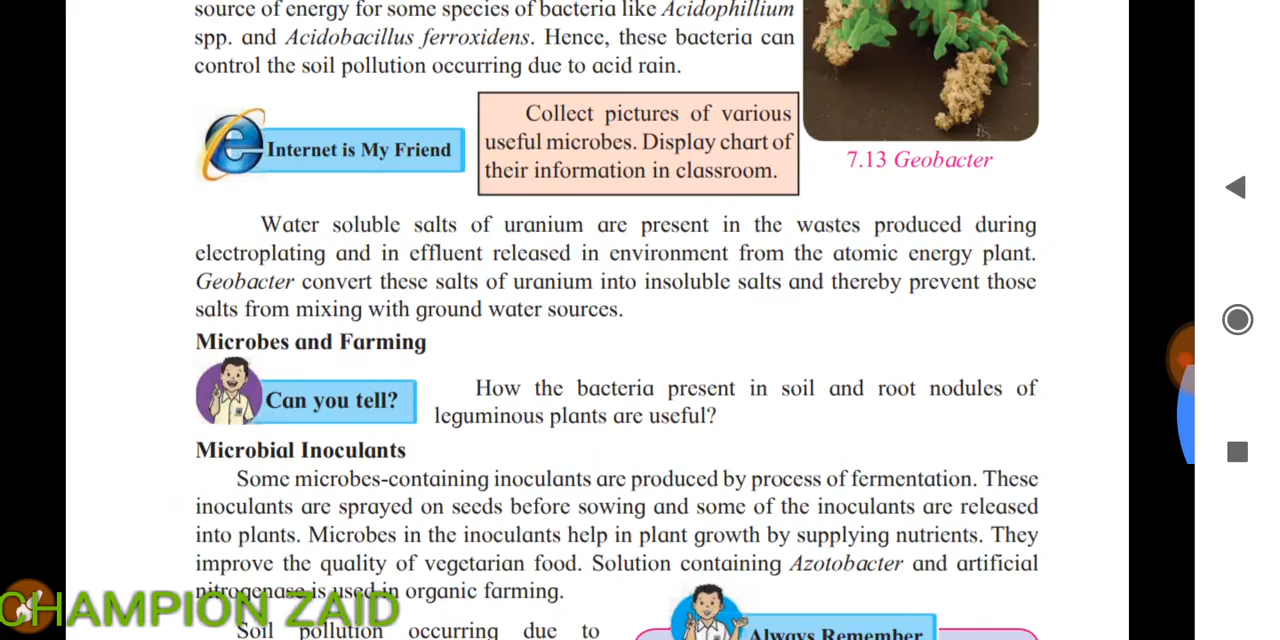 source of energy for some species of bacteria like Acidophillium
spp. and Acidobacillus ferroxidens. Hence, these bacteria can
control the soil pollution occurring due to acid rain.
Internet is My Friend
Collect pictures of various
useful microbes. Display chart of
their information in classroom.
7.13 Geobacter
Water soluble salts of uranium are present in the wastes produced during
electroplating and in effluent released in environment from the atomic energy plant.
Geobacter convert these salts of uranium into insoluble salts and thereby prevent those
salts from mixing with ground water sources.
Microbes and Farming
Can you tell?
How the bacteria present in soil and root nodules of
leguminous plants are useful?
Microbial Inoculants
Some microbes-containing inoculants are produced by process of fermentation. These
inoculants are sprayed on seeds before sowing and some of the inoculants are released
into plants. Microbes in the inoculants help in plant growth by supplying nutrients. They
improve the quality of vegetarian food. Solution containing Azotobacter and artificial
nitrogenase is used in organic farming.
CHAMPION ZAID
Soil pollution occurring due to
Always Remember